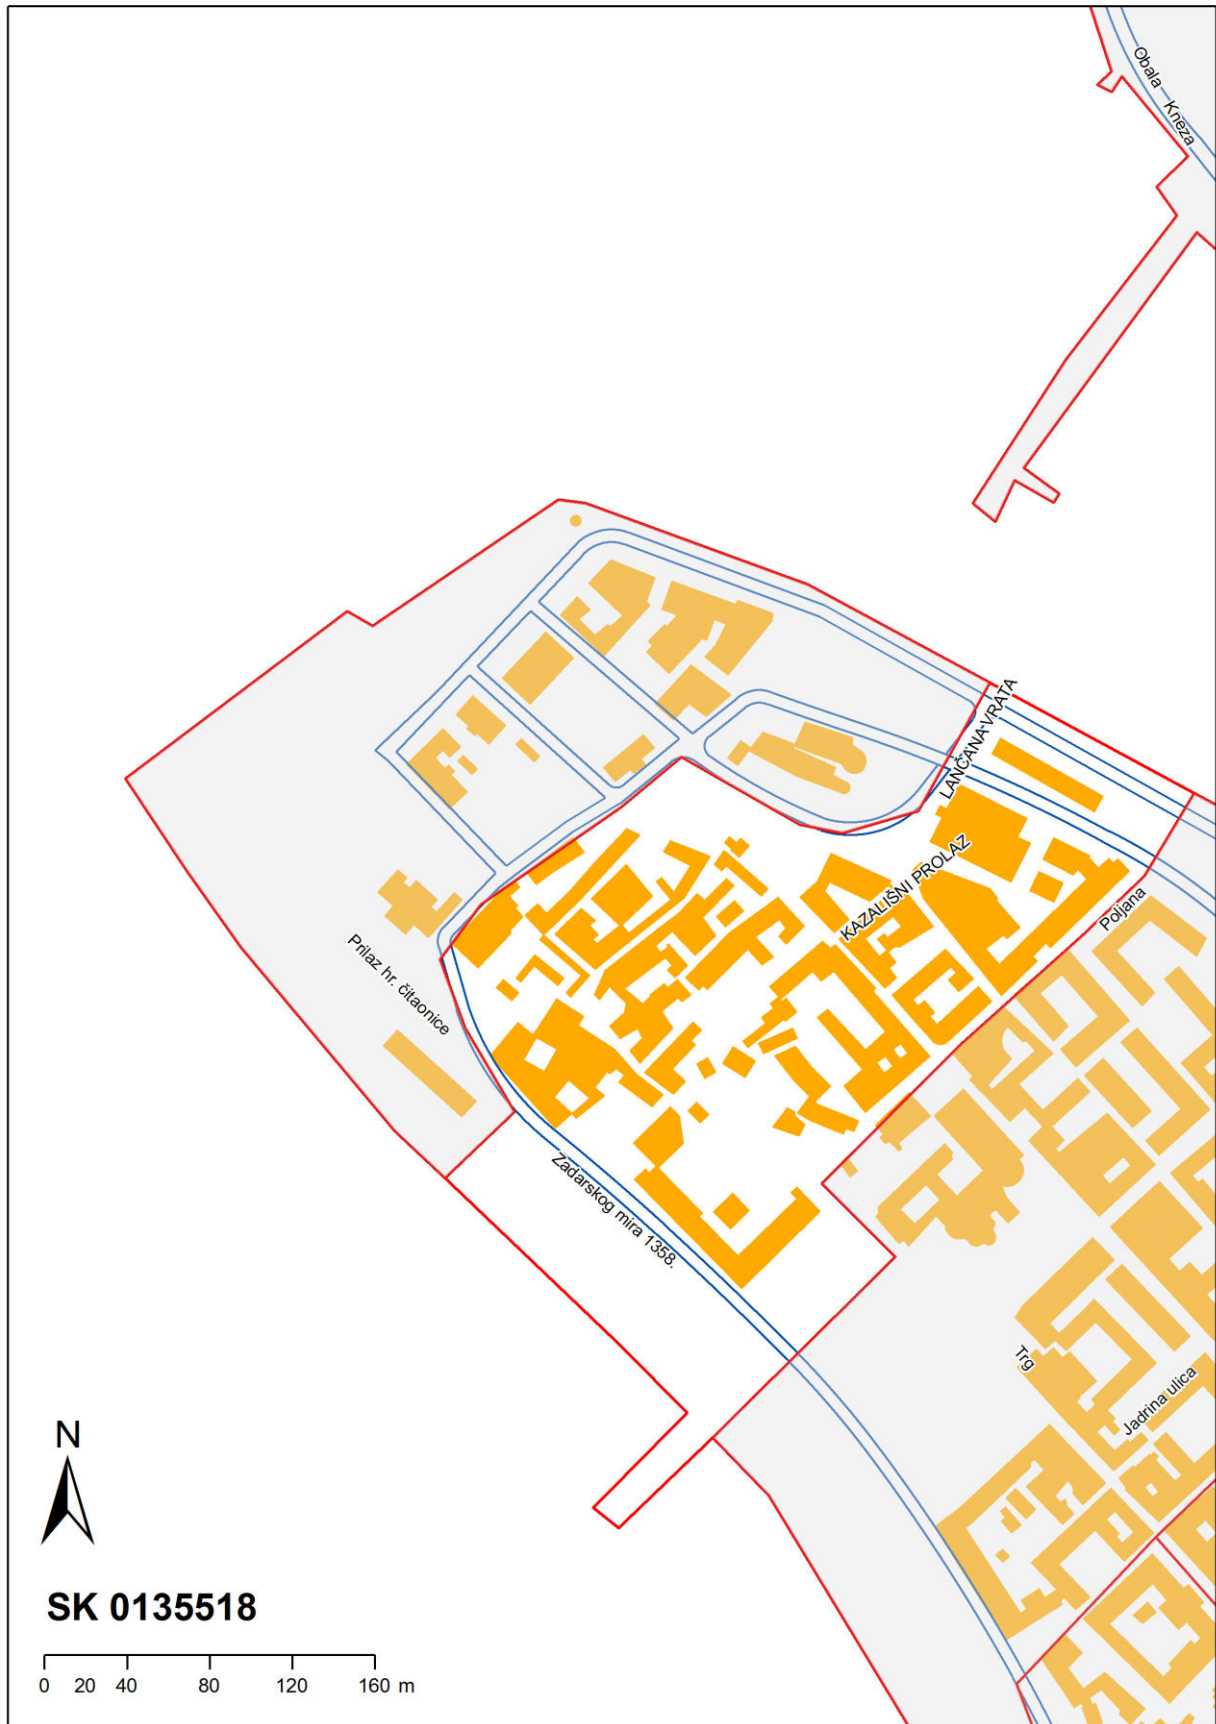 Obala Kneza
LANČANA VRATA
KAZALIŠNI PROLAZ
Poljana
Prilaz hr. čitaonice
Zadarskog mira 1358.
Trg
Jadrina ulica
N
SK 0135518
0 20 40 80 120 160 m